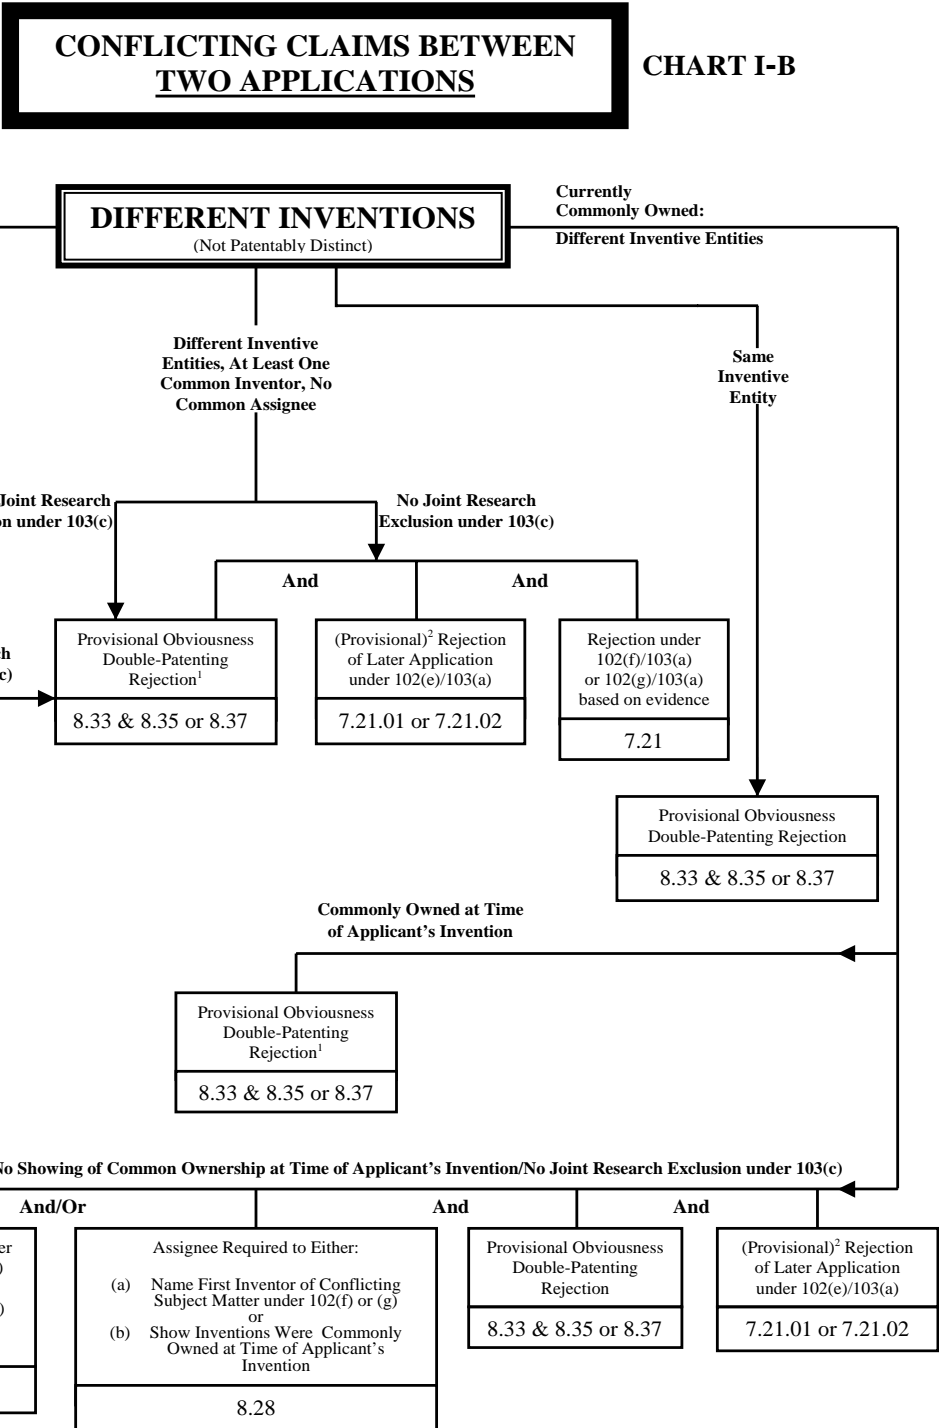 CONFLICTING CLAIMS BETWEEN
TWO APPLICATIONS
CHART I-B
DIFFERENT INVENTIONS
(Not Patentably Distinct)
Currently
Commonly Owned:
Different Inventive Entities
Different Inventive
Entities, At Least One
Common Inventor, No
Common Assignee
Same
Inventive
Entity
Joint Research
under 103(c)
No Joint Research
Exclusion under 103(c)
And
And
Provisional Obviousness
Double-Patenting
Rejection¹
8.33 & 8.35 or 8.37
(Provisional)² Rejection
of Later Application
under 102(e)/103(a)
7.21.01 or 7.21.02
Rejection under
102(f)/103(a)
or 102(g)/103(a)
based on evidence
7.21
Provisional Obviousness
Double-Patenting Rejection
8.33 & 8.35 or 8.37
Commonly Owned at Time
of Applicant's Invention
Provisional Obviousness
Double-Patenting
Rejection¹
8.33 & 8.35 or 8.37
No Showing of Common Ownership at Time of Applicant's Invention/No Joint Research Exclusion under 103(c)
And/Or
And
And
Assignee Required to Either:
(a) Name First Inventor of Conflicting
Subject Matter under 102(f) or (g)
or
(b) Show Inventions Were Commonly
Owned at Time of Applicant's
Invention
8.28
Provisional Obviousness
Double-Patenting
Rejection
8.33 & 8.35 or 8.37
(Provisional)² Rejection
of Later Application
under 102(e)/103(a)
7.21.01 or 7.21.02